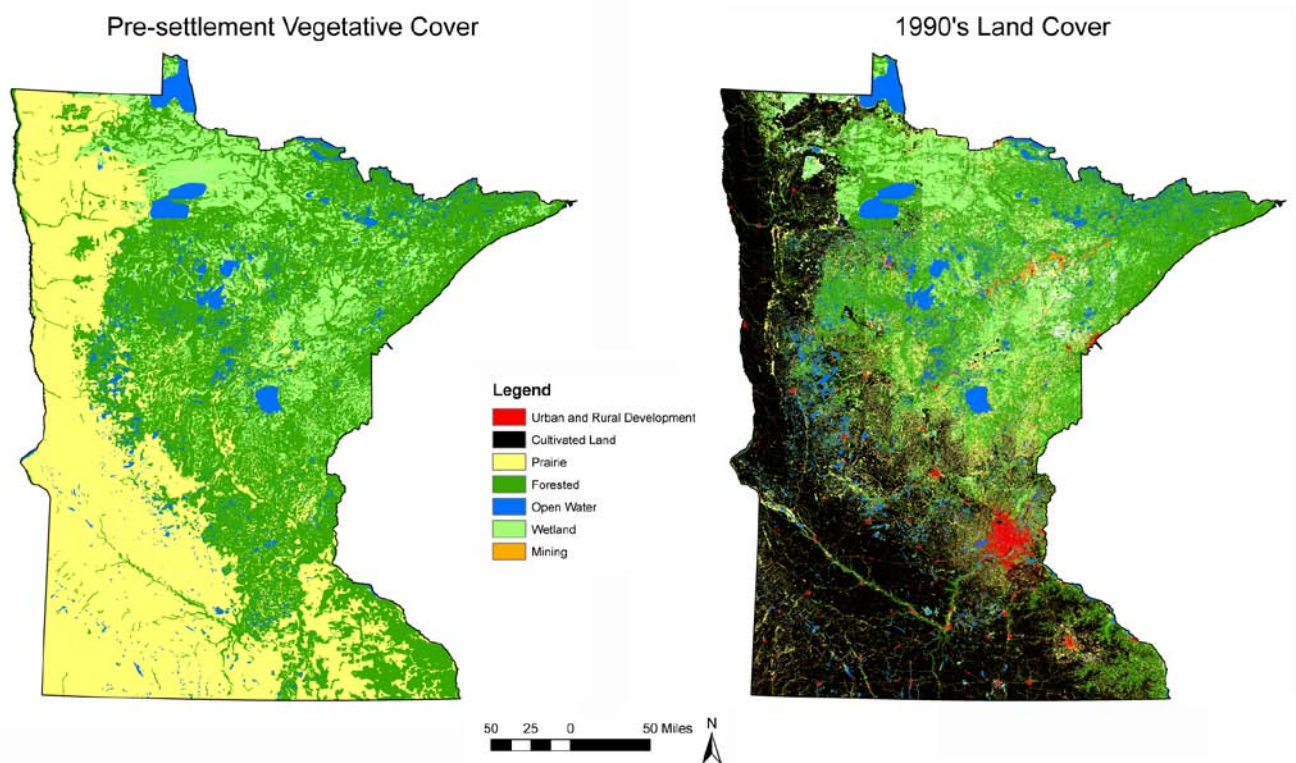 Pre-settlement Vegetative Cover
1990's Land Cover
Legend
Urban and Rural Development
Cultivated Land
Prairie
Forested
Open Water
Wetland
Mining
50 25 0 50 Miles
N